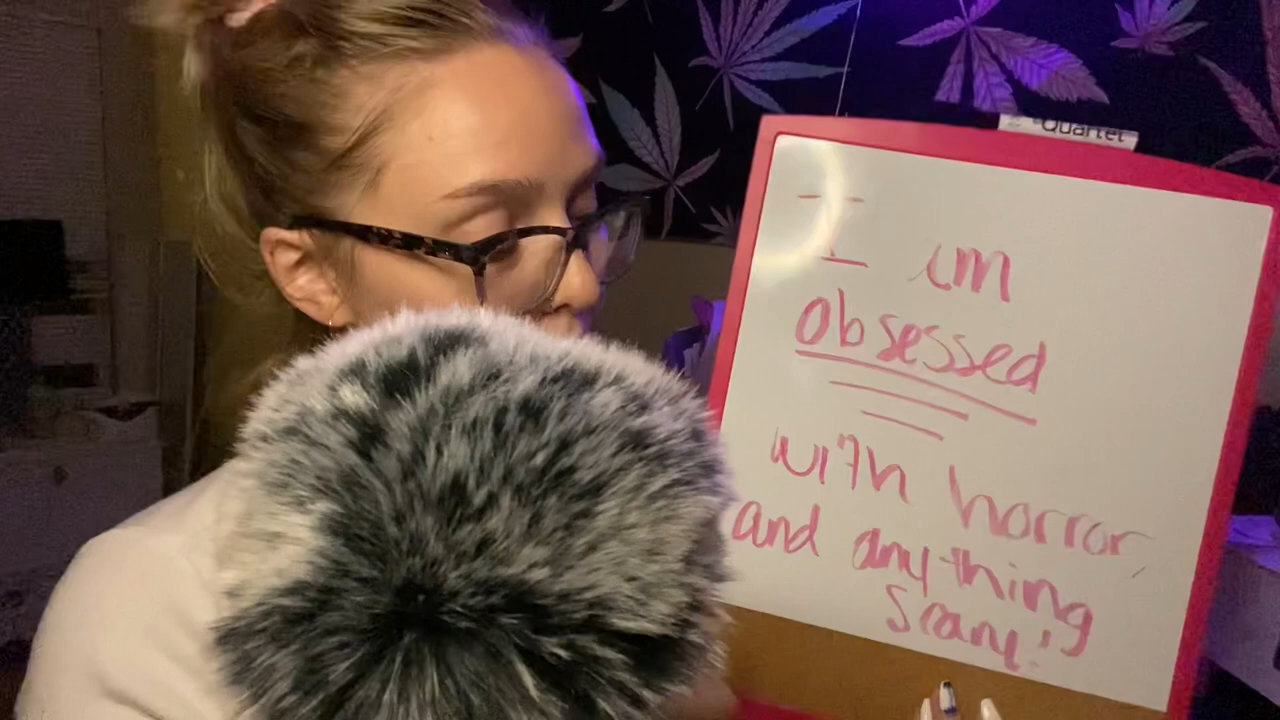 Quartet
I am
obsessed
with horror
and anything
scary!